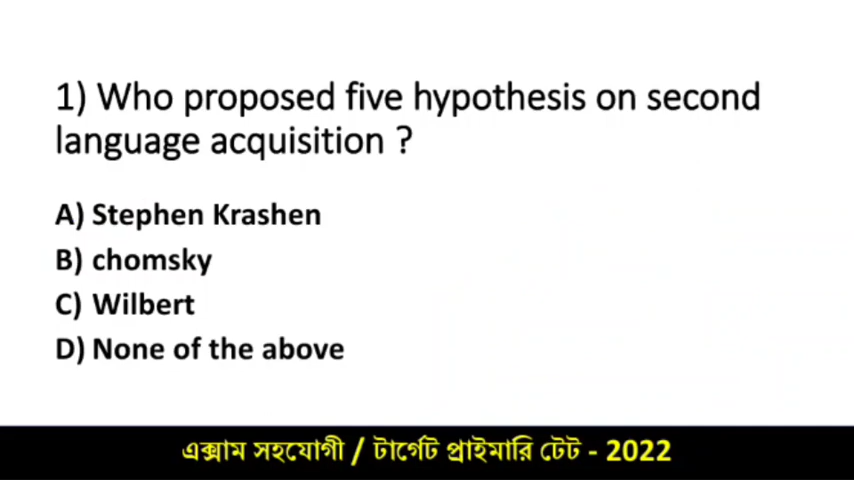 1) Who proposed five hypothesis on second
language acquisition ?
A) Stephen Krashen
B) chomsky
C) Wilbert
D) None of the above
এক্সাম সহযোগী / টার্গেট প্রাইমারি টেট - 2022